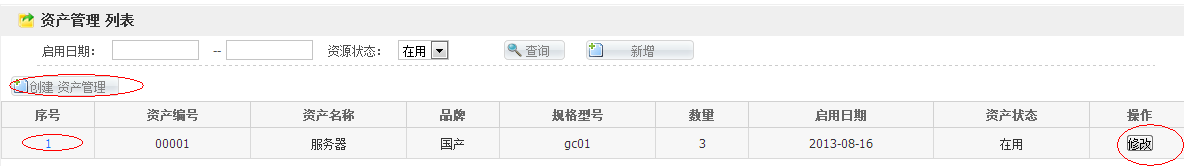 资产管理 列表
启用日期： -- 资源状态： 在用 查询 新增
创建 资产管理
序号 资产编号 资产名称 品牌 规格型号 数量 启用日期 资产状态 操作
1 00001 服务器 国产 gc01 3 2013-08-16 在用 修改